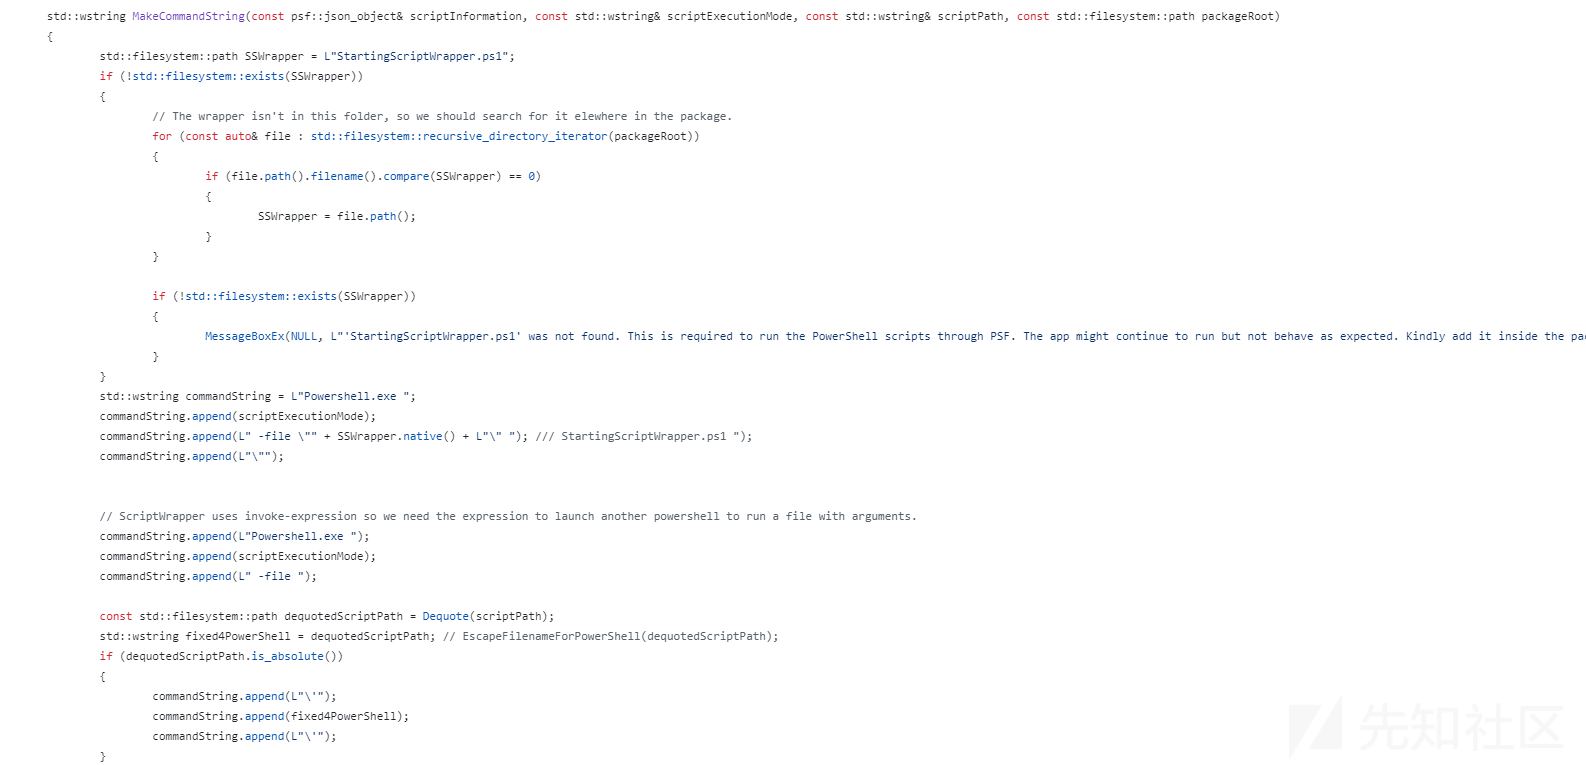 std::wstring MakeCommandString(const psf::json_object& scriptInformation, const std::wstring& scriptExecutionMode, const std::wstring& scriptPath, const std::filesystem::path packageRoot)
{
std::filesystem::path SSWrapper = L"StartingScriptWrapper.ps1";
if (!std::filesystem::exists(SSWrapper))
{
// The wrapper isn't in this folder, so we should search for it elewhere in the package.
for (const auto& file : std::filesystem::recursive_directory_iterator(packageRoot))
{
if (file.path().filename().compare(SSWrapper) == 0)
{
SSWrapper = file.path();
}
}
if (!std::filesystem::exists(SSWrapper))
{
MessageBoxEx(NULL, L"'StartingScriptWrapper.ps1' was not found. This is required to run the PowerShell scripts through PSF. The app might continue to run but not behave as expected. Kindly add it inside the pa
}
}
std::wstring commandString = L"Powershell.exe ";
commandString.append(scriptExecutionMode);
commandString.append(L" -file \"" + SSWrapper.native() + L"\" "); /// StartingScriptWrapper.ps1 ");
commandString.append(L"\"");
// ScriptWrapper uses invoke-expression so we need the expression to launch another powershell to run a file with arguments.
commandString.append(L"Powershell.exe ");
commandString.append(scriptExecutionMode);
commandString.append(L" -file ");
const std::filesystem::path dequotedScriptPath = Dequote(scriptPath);
std::wstring fixed4PowerShell = dequotedScriptPath; // EscapeFilenameForPowerShell(dequotedScriptPath);
if (dequotedScriptPath.is_absolute())
{
commandString.append(L"\'");
commandString.append(fixed4PowerShell);
commandString.append(L"\'");
}
先知社区